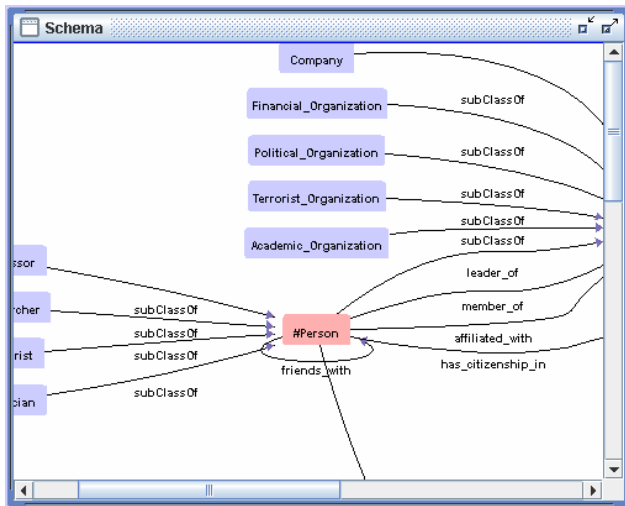 Schema
Company
Financial_Organization
subClassOf
Political_Organization
subClassOf
Terrorist_Organization
subClassOf
subClassOf
Academic_Organization
subClassOf
ssor
leader_of
rcher
subClassOf
member_of
#Person
subClassOf
affiliated_with
rist
subClassOf
friends_with
has_citizenship_in
cian
subClassOf